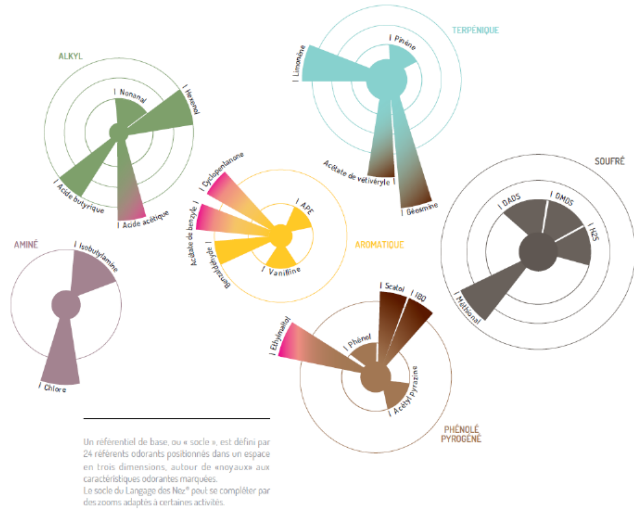 TERPÉNIQUE
| Pinène
| Limonène
Acétate de vétivéryle |
| Géosmine
ALKYL
| Nonanal
| Hexenol
| Acide butyrique
| Acide acétique
SOUFRÉ
| DADS
| DMDS
| H2S
| Méthional
| Cyclopentanone
| APE
Acétate de benzyle |
Benzaldéhyde |
| Vanilline
AROMATIQUE
AMINÉ
| Isobutylamine
| Chlore
| Scatol
| IBQ
| Phénol
| Ethylmaltol
| Acétyl Pyrazine
PHÉNOLÉ
PYROGÉNÉ
Un référentiel de base, ou « socle », est défini par
24 référents odorants positionnés dans un espace
en trois dimensions, autour de «noyaux» aux
caractéristiques odorantes marquées.
Le socle du Langage des Nez® peut se compléter par
des zooms adaptés à certaines activités.